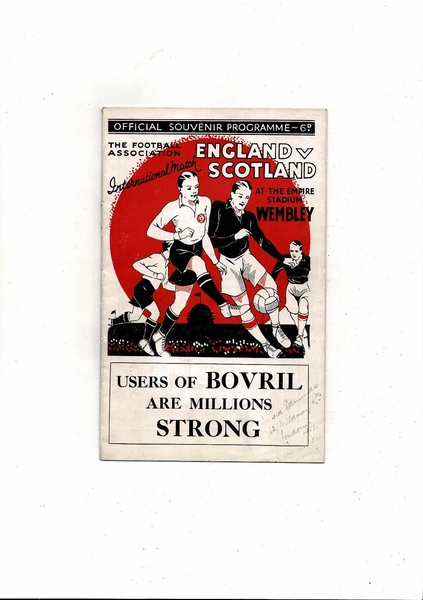 OFFICIAL SOUVENIR PROGRAMME ~ 6D
THE FOOTBALL
ASSOCIATION
International Match
ENGLAND V
SCOTLAND
AT THE EMPIRE
STADIUM
WEMBLEY
USERS OF BOVRIL
ARE MILLIONS
STRONG
London